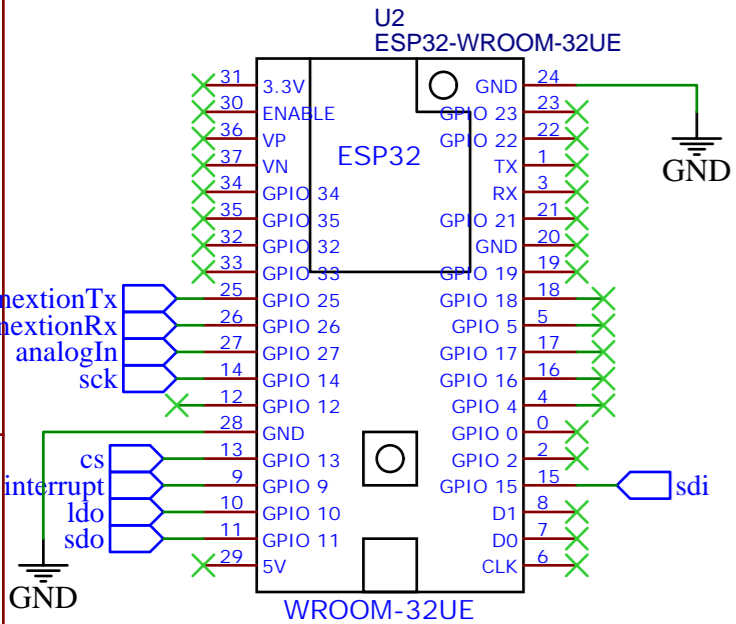 U2
ESP32-WROOM-32UE
31 3.3V GND 24
30 ENABLE GPIO 23 23
36 VP GPIO 22 22
37 VN ESP32 TX 1
34 GPIO 34 RX 3
35 GPIO 35 GPIO 21 21
32 GPIO 32 GND 20
33 GPIO 33 GPIO 19 19
nextionTx 25 GPIO 25 GPIO 18 18
nextionRx 26 GPIO 26 GPIO 5 5
analogIn 27 GPIO 27 GPIO 17 17
sck 14 GPIO 14 GPIO 16 16
12 GPIO 12 GPIO 4 4
28 GND GPIO 0 0
cs 13 GPIO 13 GPIO 2 2
interrupt 9 GPIO 9 GPIO 15 15 sdi
ldo 10 GPIO 10 D1 8
sdo 11 GPIO 11 D0 7
29 5V CLK 6
GND
GND
WROOM-32UE